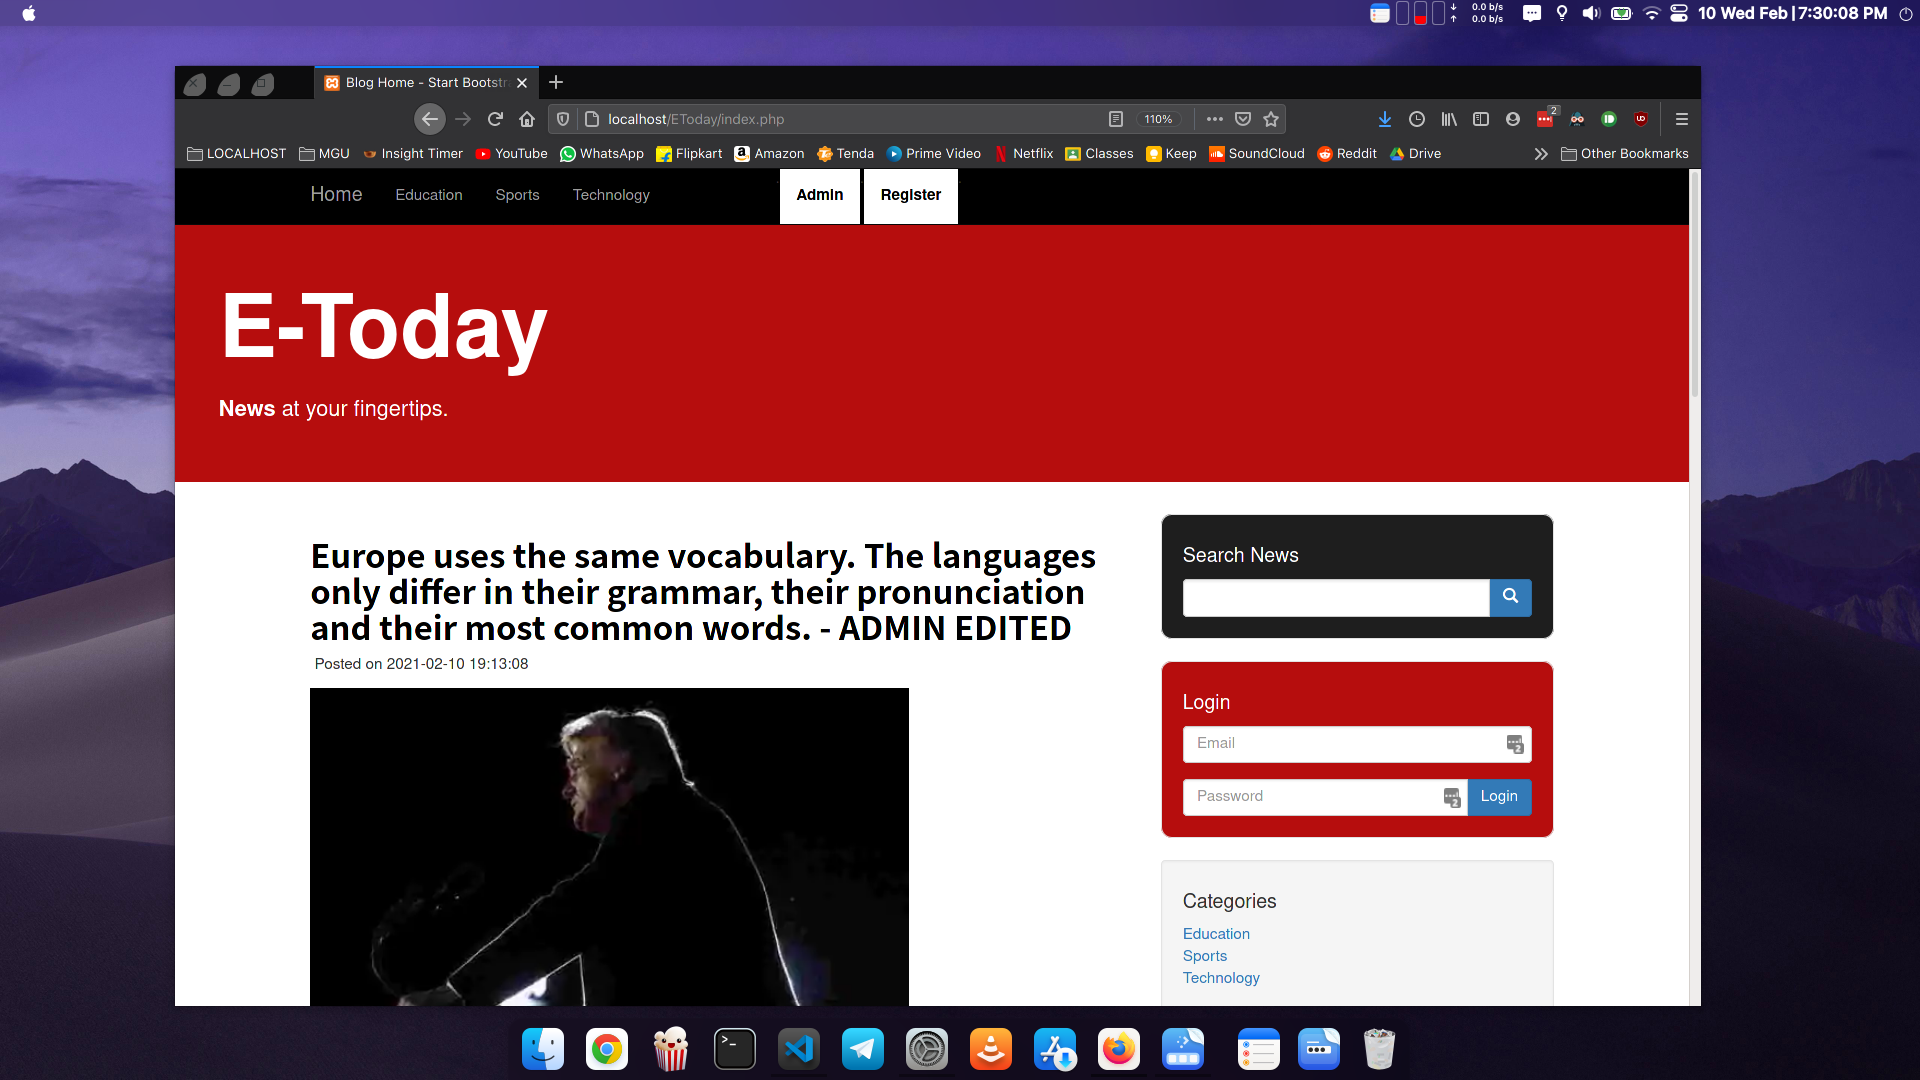 0.0 b/s
0.0 b/s
10 Wed Feb | 7:30:08 PM
Blog Home - Start Bootstr
localhost/EToday/index.php
110%
2
LOCALHOST MGU Insight Timer YouTube WhatsApp Flipkart Amazon Tenda Prime Video Netflix Classes Keep SoundCloud Reddit Drive Other Bookmarks
Home Education Sports Technology Admin Register
E-Today
News at your fingertips.
Europe uses the same vocabulary. The languages
only differ in their grammar, their pronunciation
and their most common words. - ADMIN EDITED
Posted on 2021-02-10 19:13:08
Search News
Login
Email
2
Password
2
Login
Categories
Education
Sports
Technology